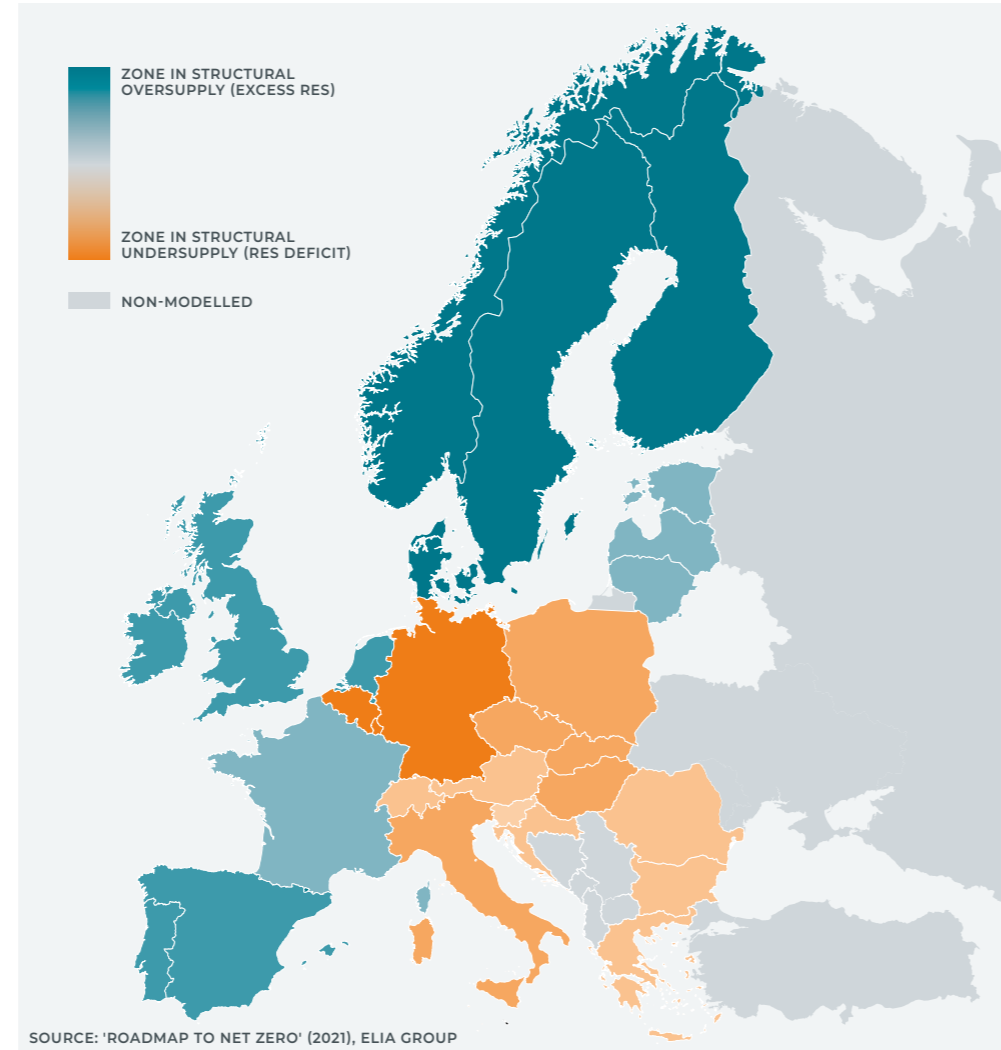 ZONE IN STRUCTURAL
OVERSUPPLY (EXCESS RES)
ZONE IN STRUCTURAL
UNDERSUPPLY (RES DEFICIT)
NON-MODELLED
SOURCE: 'ROADMAP TO NET ZERO' (2021), ELIA GROUP